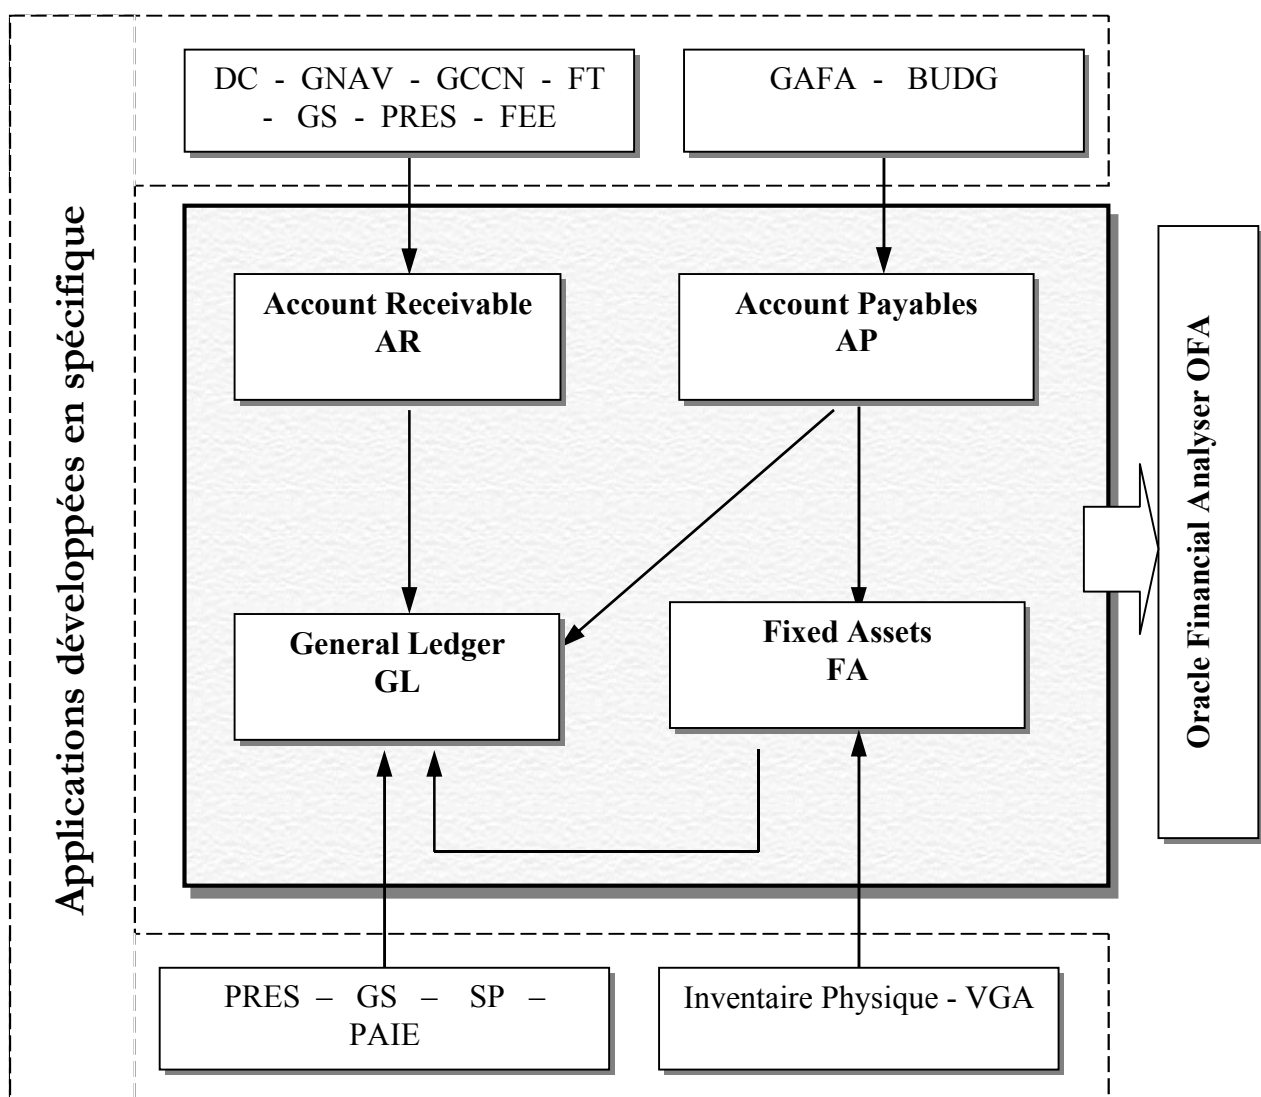 DC - GNAV - GCCN - FT
- GS - PRES - FEE
GAFA - BUDG
Applications développées en spécifique
Account Receivable
AR
Account Payables
AP
General Ledger
GL
Fixed Assets
FA
Oracle Financial Analyser OFA
PRES – GS – SP –
PAIE
Inventaire Physique - VGA